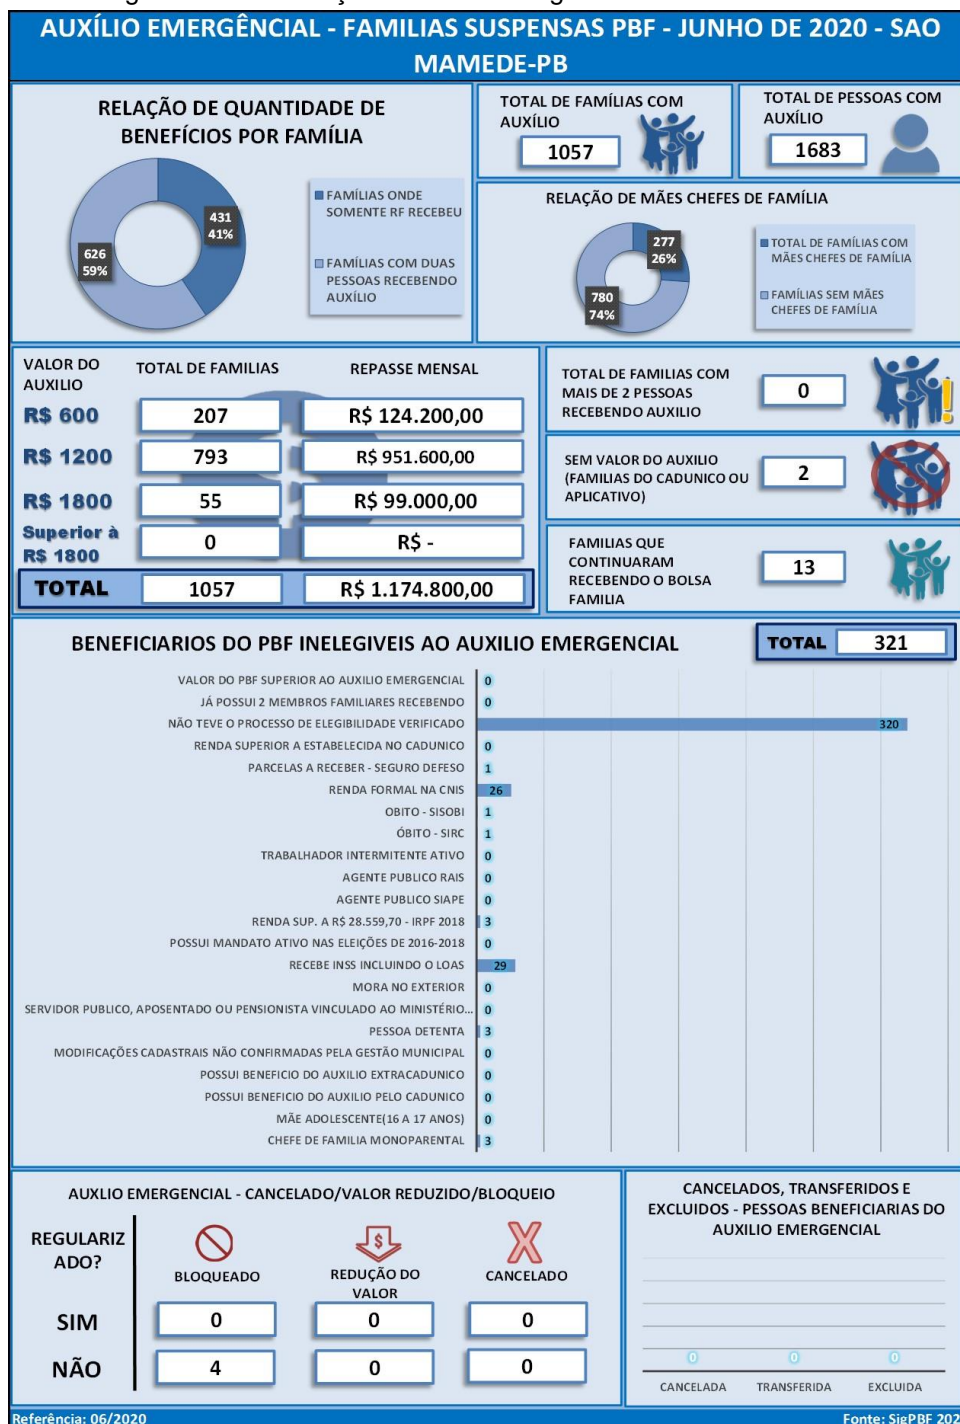 AUXÍLIO EMERGÊNCIAL - FAMILIAS SUSPENSAS PBF - JUNHO DE 2020 - SAO
MAMEDE-PB
RELAÇÃO DE QUANTIDADE DE
BENEFÍCIOS POR FAMÍLIA
431
41%
626
59%
FAMÍLIAS ONDE
SOMENTE RF RECEBEU
FAMÍLIAS COM DUAS
PESSOAS RECEBENDO
AUXÍLIO
TOTAL DE FAMÍLIAS COM
AUXÍLIO
1057
TOTAL DE PESSOAS COM
AUXÍLIO
1683
RELAÇÃO DE MÃES CHEFES DE FAMÍLIA
277
26%
780
74%
TOTAL DE FAMÍLIAS COM
MÃES CHEFES DE FAMÍLIA
FAMÍLIAS SEM MÃES
CHEFES DE FAMÍLIA
VALOR DO
AUXILIO
TOTAL DE FAMILIAS
REPASSE MENSAL
R$ 600
207
R$ 124.200,00
R$ 1200
793
R$ 951.600,00
R$ 1800
55
R$ 99.000,00
Superior à
R$ 1800
0
R$ -
TOTAL
1057
R$ 1.174.800,00
TOTAL DE FAMILIAS COM
MAIS DE 2 PESSOAS
RECEBENDO AUXILIO
0
SEM VALOR DO AUXILIO
(FAMILIAS DO CADUNICO OU
APLICATIVO)
2
FAMILIAS QUE
CONTINUARAM
RECEBENDO O BOLSA
FAMILIA
13
BENEFICIARIOS DO PBF INELEGIVEIS AO AUXILIO EMERGENCIAL
TOTAL 321
VALOR DO PBF SUPERIOR AO AUXILIO EMERGENCIAL 0
JÁ POSSUI 2 MEMBROS FAMILIARES RECEBENDO 0
NÃO TEVE O PROCESSO DE ELEGIBILIDADE VERIFICADO 320
RENDA SUPERIOR A ESTABELECIDA NO CADUNICO 0
PARCELAS A RECEBER - SEGURO DEFESO 1
RENDA FORMAL NA CNIS 26
OBITO - SISOBI 1
ÓBITO - SIRC 1
TRABALHADOR INTERMITENTE ATIVO 0
AGENTE PUBLICO RAIS 0
AGENTE PUBLICO SIAPE 0
RENDA SUP. A R$ 28.559,70 - IRPF 2018 3
POSSUI MANDATO ATIVO NAS ELEIÇÕES DE 2016-2018 0
RECEBE INSS INCLUINDO O LOAS 29
MORA NO EXTERIOR 0
SERVIDOR PUBLICO, APOSENTADO OU PENSIONISTA VINCULADO AO MINISTÉRIO... 0
PESSOA DETENTA 3
MODIFICAÇÕES CADASTRAIS NÃO CONFIRMADAS PELA GESTÃO MUNICIPAL 0
POSSUI BENEFICIO DO AUXILIO EXTRACADUNICO 0
POSSUI BENEFICIO DO AUXILIO PELO CADUNICO 0
MÃE ADOLESCENTE(16 A 17 ANOS) 0
CHEFE DE FAMILIA MONOPARENTAL 3
AUXLIO EMERGENCIAL - CANCELADO/VALOR REDUZIDO/BLOQUEIO
REGULARIZ
ADO?
BLOQUEADO
REDUÇÃO DO
VALOR
CANCELADO
SIM
0
0
0
NÃO
4
0
0
CANCELADOS, TRANSFERIDOS E
EXCLUIDOS - PESSOAS BENEFICIARIAS DO
AUXILIO EMERGENCIAL
0 0 0
CANCELADA TRANSFERIDA EXCLUIDA
Referência: 06/2020
Fonte: SigPBF 202